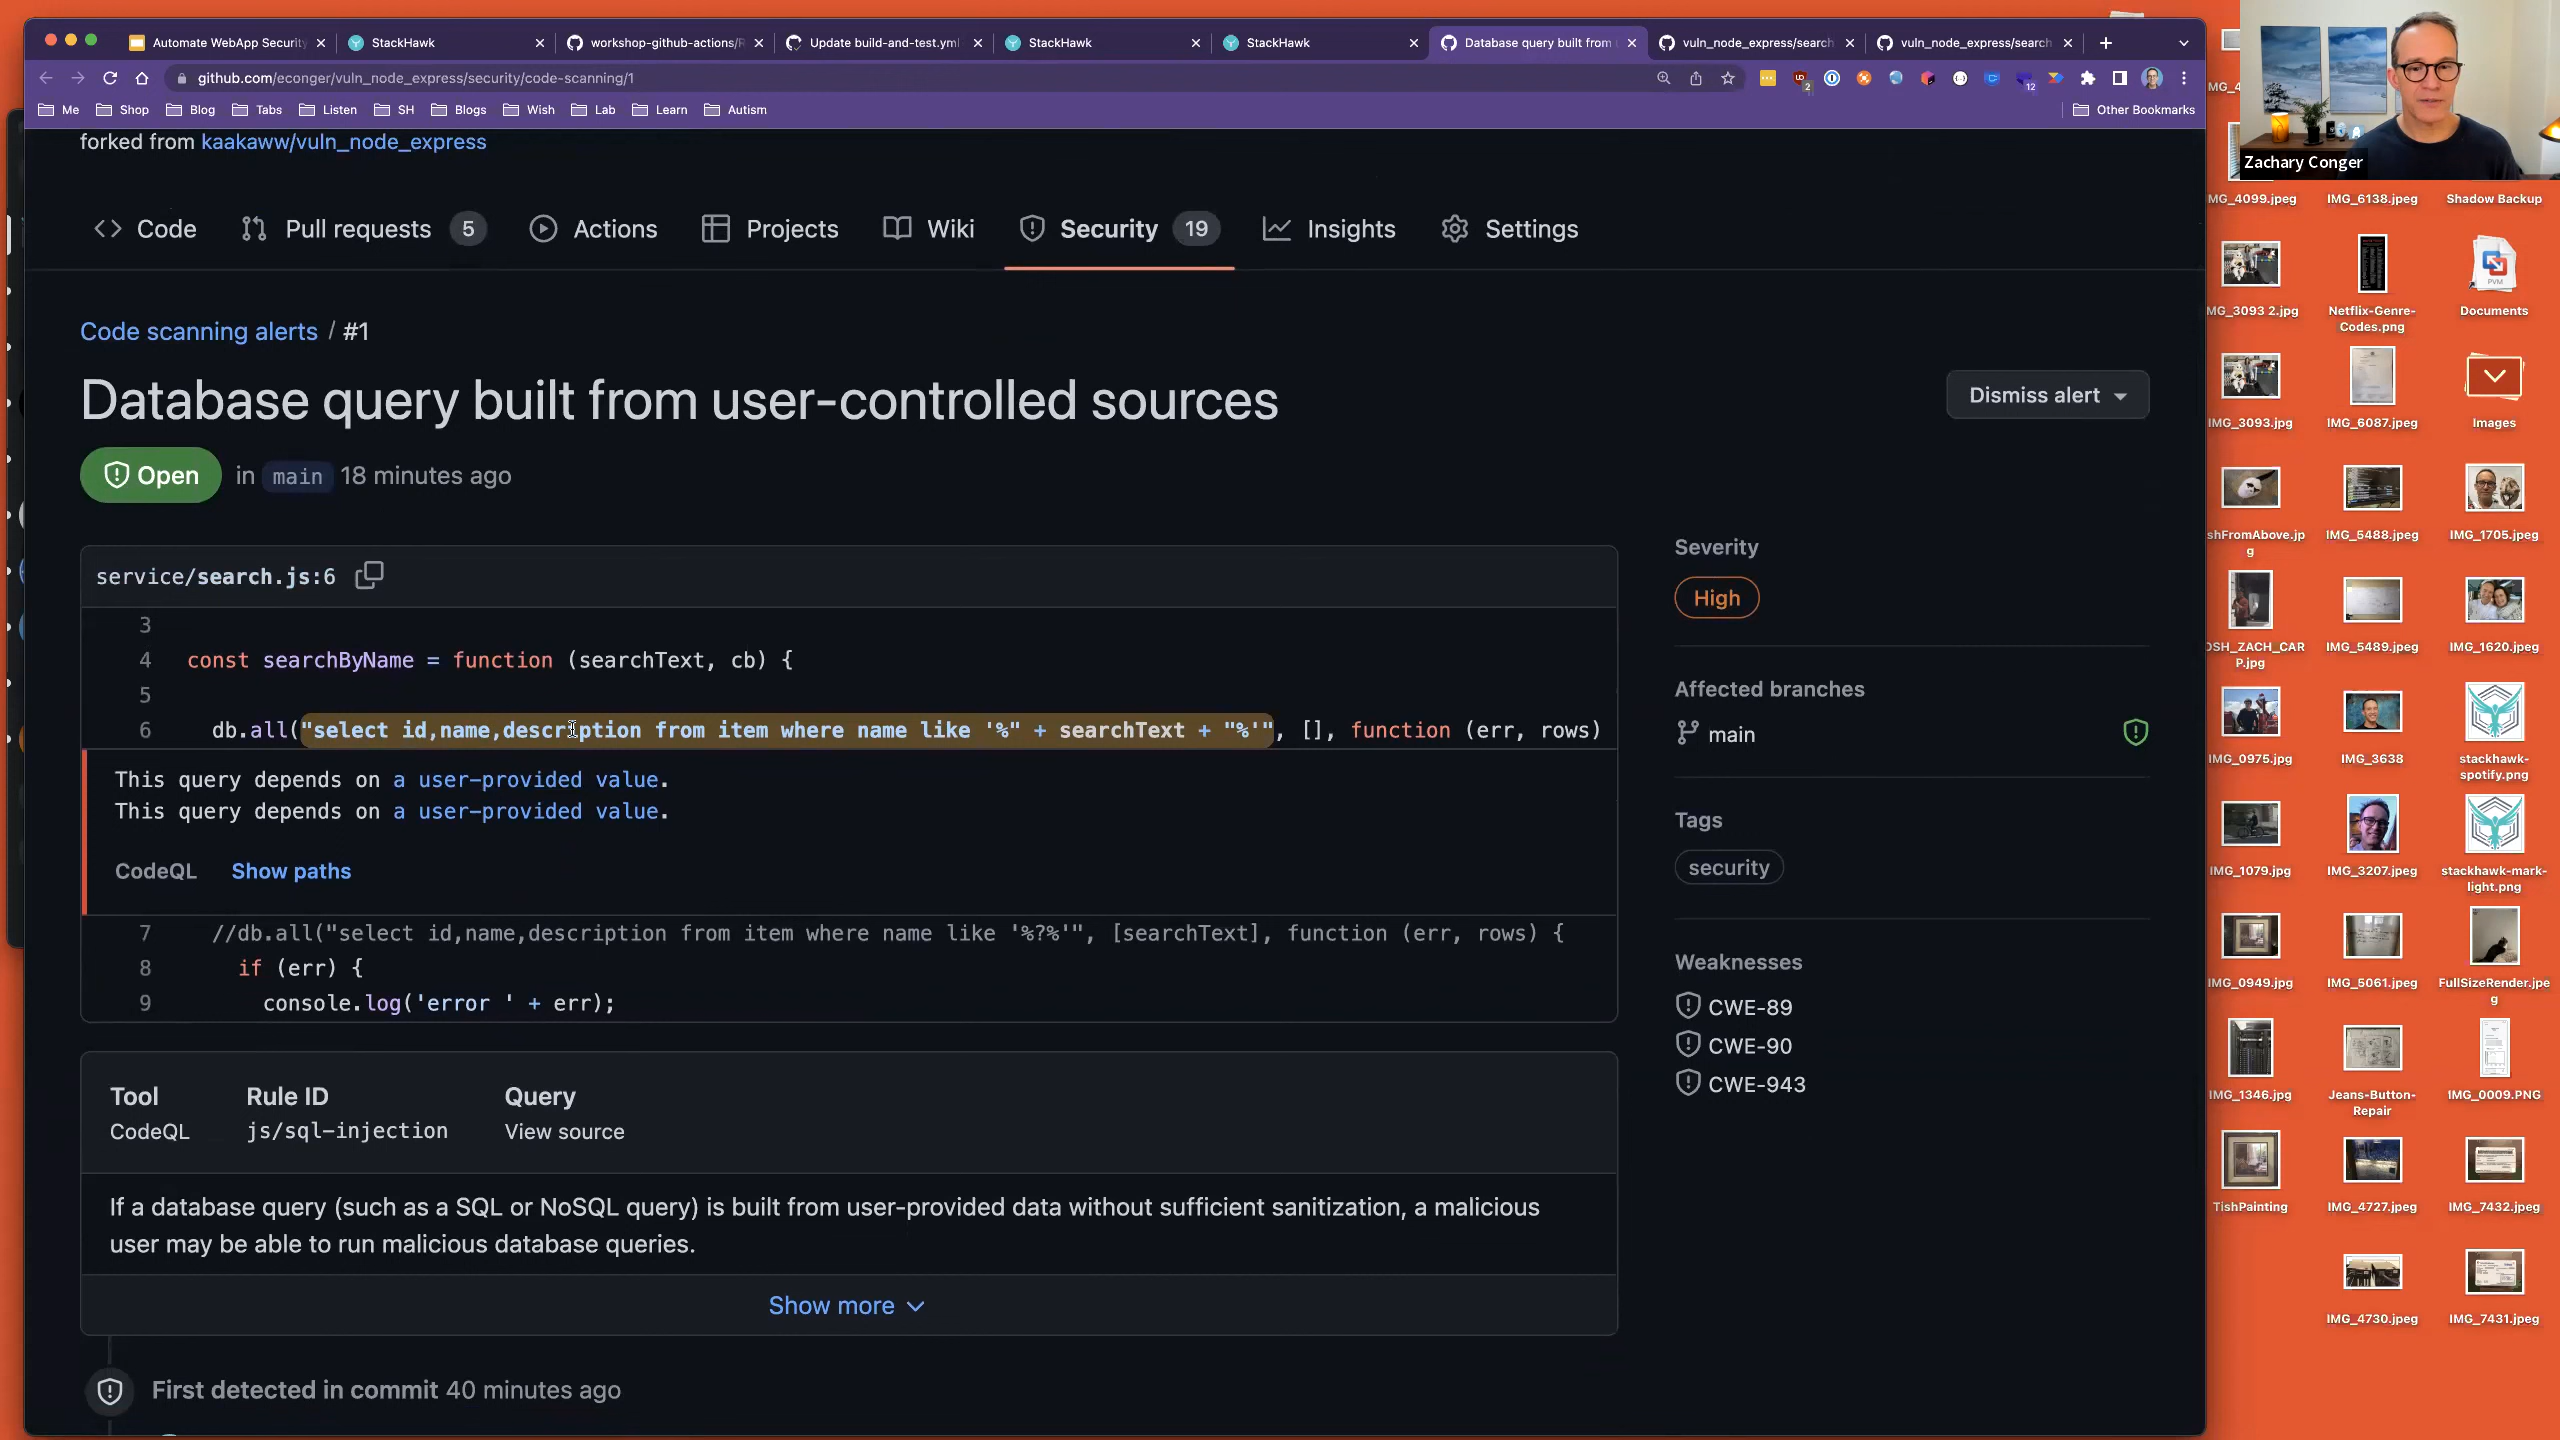 Automate WebApp Security
StackHawk
workshop-github-actions/R
Update build-and-test.yml
StackHawk
StackHawk
Database query built from
vuln_node_express/search
vuln_node_express/search
github.com/econger/vuln_node_express/security/code-scanning/1
2
12
Me
Shop
Blog
Tabs
Listen
SH
Blogs
Wish
Lab
Learn
Autism
Other Bookmarks
forked from kaakaww/vuln_node_express
Code
Pull requests 5
Actions
Projects
Wiki
Security 19
Insights
Settings
Code scanning alerts / #1
Database query built from user-controlled sources
Dismiss alert
Open in main 18 minutes ago
service/search.js:6
3
4 const searchByName = function (searchText, cb) {
5
6 db.all("select id,name,description from item where name like '%" + searchText + "%'", [], function (err, rows)
This query depends on a user-provided value.
This query depends on a user-provided value.
CodeQL Show paths
7 //db.all("select id,name,description from item where name like '%?%'", [searchText], function (err, rows) {
8 if (err) {
9 console.log('error ' + err);
Tool Rule ID Query
CodeQL js/sql-injection View source
If a database query (such as a SQL or NoSQL query) is built from user-provided data without sufficient sanitization, a malicious
user may be able to run malicious database queries.
Show more
First detected in commit 40 minutes ago
Severity
High
Affected branches
main
Tags
security
Weaknesses
CWE-89
CWE-90
CWE-943
Zachary Conger
MG_4099.jpeg
IMG_6138.jpeg
Shadow Backup
MG_3093 2.jpg
Netflix-Genre-
Codes.png
PVM
Documents
IMG_3093.jpg
IMG_6087.jpeg
Images
shFromAbove.jp
g
IMG_5488.jpeg
IMG_1705.jpeg
OSH_ZACH_CAR
P.jpg
IMG_5489.jpeg
IMG_1620.jpeg
IMG_0975.jpg
IMG_3638
stackhawk-
spotify.png
IMG_1079.jpg
IMG_3207.jpeg
stackhawk-mark-
light.png
IMG_0949.jpg
IMG_5061.jpeg
FullSizeRender.jpe
g
IMG_1346.jpg
Jeans-Button-
Repair
IMG_0009.PNG
TishPainting
IMG_4727.jpeg
IMG_7432.jpeg
IMG_4730.jpeg
IMG_7431.jpeg